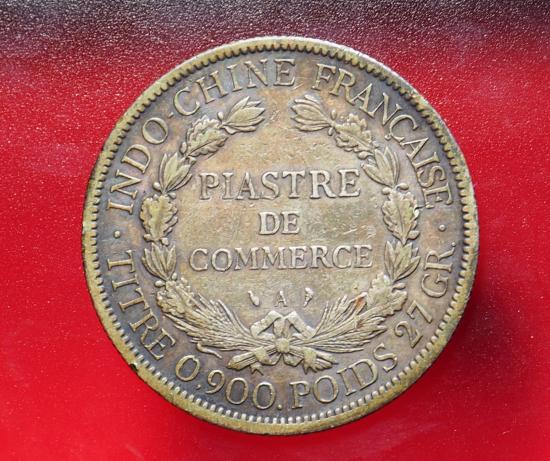 INDO-CHINE FRANÇAISE
PIASTRE
DE
COMMERCE
A
· TITRE 0,900. POIDS 27 GR. ·